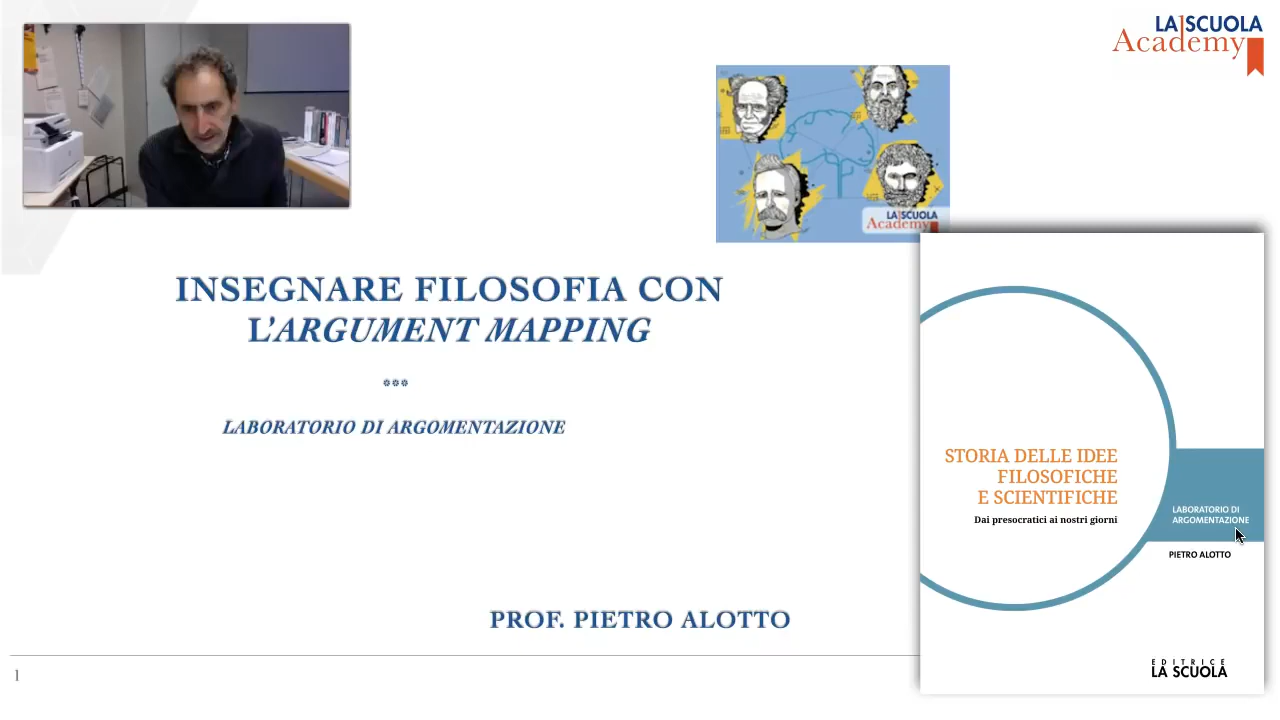 LA SCUOLA
Academy
LA SCUOLA
Academy
INSEGNARE FILOSOFIA CON
L'ARGUMENT MAPPING
***
LABORATORIO DI ARGOMENTAZIONE
STORIA DELLE IDEE
FILOSOFICHE
E SCIENTIFICHE
Dai presocratici ai nostri giorni
LABORATORIO DI
ARGOMENTAZIONE
PIETRO ALOTTO
PROF. PIETRO ALOTTO
EDITRICE
LA SCUOLA
1